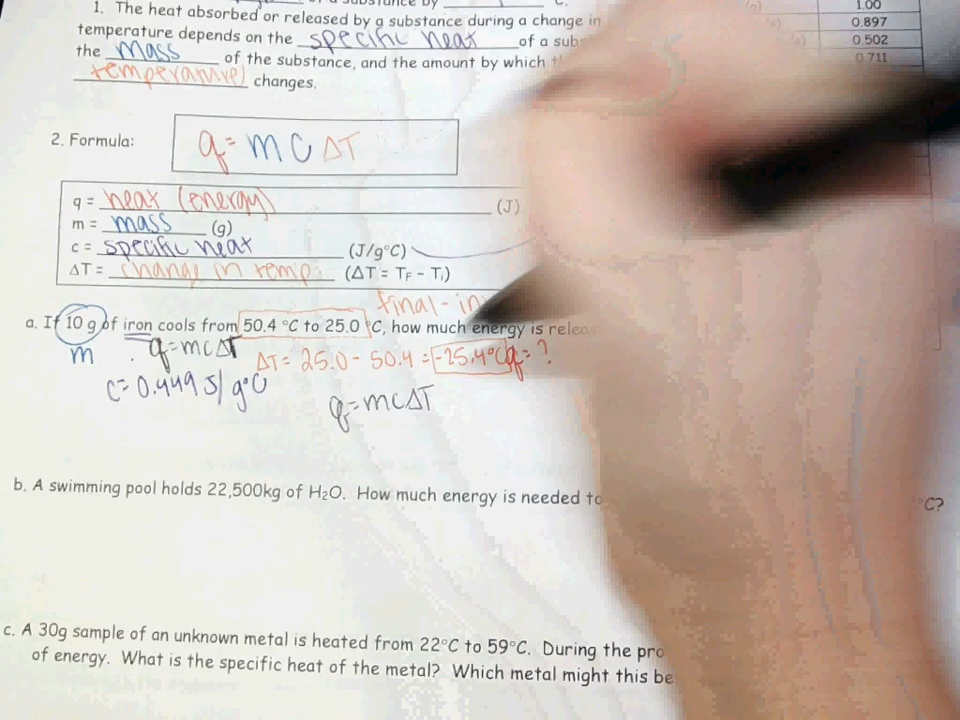 1. The heat absorbed or released by a substance during a change in
1.00
0.897
temperature depends on the specific heat of a
0.502
the mass of the substance, and the amount by which
0.711
temperature changes.
2. Formula: q = m C ΔT
q = heat (energy) (J)
m = mass (g)
c = specific heat (J/g°C)
ΔT = change in temp. (ΔT = TF - Ti)
final -
a. If 10 g of iron cools from 50.4 °C to 25.0 °C, how much energy is
m q=mcΔT ΔT= 25.0 - 50.4 = -25.4°C q= ?
C= 0.449 J/g°C q=mcΔT
b. A swimming pool holds 22,500kg of H2O. How much energy is needed to °C?
c. A 30g sample of an unknown metal is heated from 22°C to 59°C. During the
of energy. What is the specific heat of the metal? Which metal might this be